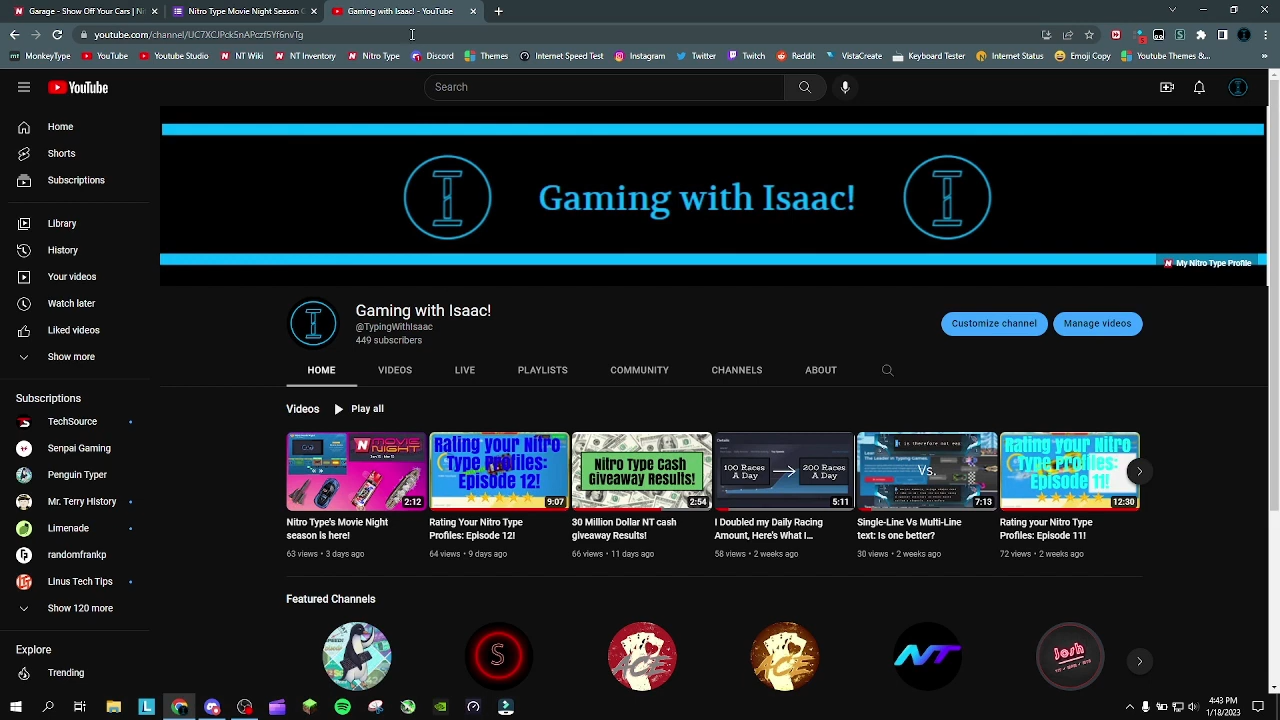 Garage - Show Off Your Cars | Ni
Nitro Type Movie Night Season G
Gaming with Isaac! - YouTube
youtube.com/channel/UC7XCJPck5nAPczf5Yf6nvTg
MonkeyType
YouTube
YouTube Studio
NT Wiki
NT Inventory
Nitro Type
Discord
Themes
SpeedTest
Instagram
Twitter
Twitch
Reddit
VistaCreate
Keyboard Tester
Internet Status
Emoji Copy
YouTube Themes &...
YouTube
Search
Home
Shorts
Subscriptions
Library
History
Your videos
Watch later
Liked videos
Show more
Subscriptions
TechSource
Senpai Gaming
Penguin Typer
Mr. Terry History
Limenade
randomfrankp
Linus Tech Tips
Show 120 more
Explore
Trending
Gaming with Isaac!
My Nitro Type Profile
Gaming with Isaac!
@TypingWithIsaac
449 subscribers
Customize channel
Manage videos
HOME
VIDEOS
LIVE
PLAYLISTS
COMMUNITY
CHANNELS
ABOUT
Videos
Play all
MOVIE NIGHT
2:12
Rating your Nitro Type Profiles: Episode 12!
9:07
Nitro Type Cash Giveaway Results!
2:54
100 Races A Day
200 Races A Day
5:11
Vs.
7:13
Rating your Nitro Type Profiles: Episode 11!
12:30
Nitro Type's Movie Night season is here!
63 views • 3 days ago
Rating Your Nitro Type Profiles: Episode 12!
64 views • 9 days ago
30 Million Dollar NT cash giveaway Results!
66 views • 11 days ago
I Doubled my Daily Racing Amount, Here's What I...
58 views • 2 weeks ago
Single-Line Vs Multi-Line text: Is one better?
30 views • 2 weeks ago
Rating your Nitro Type Profiles: Episode 11!
72 views • 2 weeks ago
Featured Channels
S
ACE
ACE
NT
Josh
4:43 PM
1/18/2023